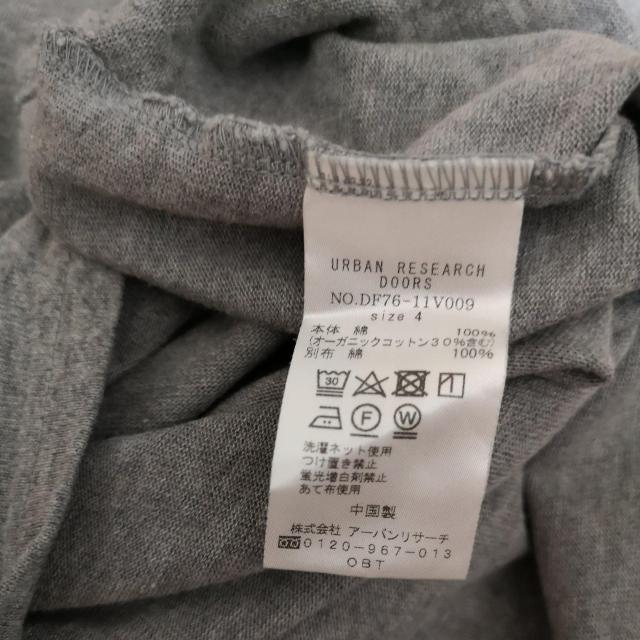 URBAN RESEARCH
DOORS
NO.DF76-11V009
size 4
本体 綿 100%
(オーガニックコットン30%含む)
別布 綿 100%
30
F W
洗濯ネット使用
つけ置き禁止
蛍光増白剤禁止
あて布使用
中国製
株式会社 アーバンリサーチ
0120-967-013
OBT